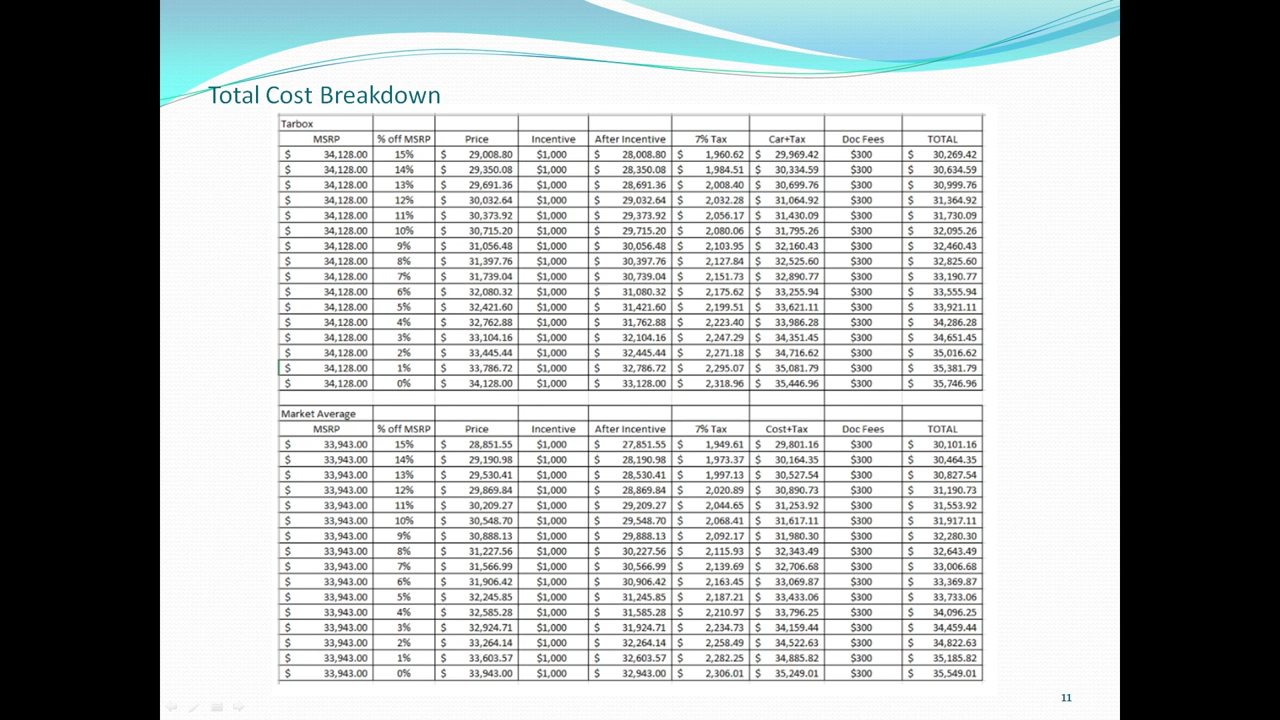 Total Cost Breakdown
Tarbox
MSRP % off MSRP Price Incentive After Incentive 7% Tax Car+Tax Doc Fees TOTAL
$ 34,128.00 15% $ 29,008.80 $1,000 $ 28,008.80 $ 1,960.62 $ 29,969.42 $300 $ 30,269.42
$ 34,128.00 14% $ 29,350.08 $1,000 $ 28,350.08 $ 1,984.51 $ 30,334.59 $300 $ 30,634.59
$ 34,128.00 13% $ 29,691.36 $1,000 $ 28,691.36 $ 2,008.40 $ 30,699.76 $300 $ 30,999.76
$ 34,128.00 12% $ 30,032.64 $1,000 $ 29,032.64 $ 2,032.28 $ 31,064.92 $300 $ 31,364.92
$ 34,128.00 11% $ 30,373.92 $1,000 $ 29,373.92 $ 2,056.17 $ 31,430.09 $300 $ 31,730.09
$ 34,128.00 10% $ 30,715.20 $1,000 $ 29,715.20 $ 2,080.06 $ 31,795.26 $300 $ 32,095.26
$ 34,128.00 9% $ 31,056.48 $1,000 $ 30,056.48 $ 2,103.95 $ 32,160.43 $300 $ 32,460.43
$ 34,128.00 8% $ 31,397.76 $1,000 $ 30,397.76 $ 2,127.84 $ 32,525.60 $300 $ 32,825.60
$ 34,128.00 7% $ 31,739.04 $1,000 $ 30,739.04 $ 2,151.73 $ 32,890.77 $300 $ 33,190.77
$ 34,128.00 6% $ 32,080.32 $1,000 $ 31,080.32 $ 2,175.62 $ 33,255.94 $300 $ 33,555.94
$ 34,128.00 5% $ 32,421.60 $1,000 $ 31,421.60 $ 2,199.51 $ 33,621.11 $300 $ 33,921.11
$ 34,128.00 4% $ 32,762.88 $1,000 $ 31,762.88 $ 2,223.40 $ 33,986.28 $300 $ 34,286.28
$ 34,128.00 3% $ 33,104.16 $1,000 $ 32,104.16 $ 2,247.29 $ 34,351.45 $300 $ 34,651.45
$ 34,128.00 2% $ 33,445.44 $1,000 $ 32,445.44 $ 2,271.18 $ 34,716.62 $300 $ 35,016.62
$ 34,128.00 1% $ 33,786.72 $1,000 $ 32,786.72 $ 2,295.07 $ 35,081.79 $300 $ 35,381.79
$ 34,128.00 0% $ 34,128.00 $1,000 $ 33,128.00 $ 2,318.96 $ 35,446.96 $300 $ 35,746.96
Market Average
MSRP % off MSRP Price Incentive After Incentive 7% Tax Cost+Tax Doc Fees TOTAL
$ 33,943.00 15% $ 28,851.55 $1,000 $ 27,851.55 $ 1,949.61 $ 29,801.16 $300 $ 30,101.16
$ 33,943.00 14% $ 29,190.98 $1,000 $ 28,190.98 $ 1,973.37 $ 30,164.35 $300 $ 30,464.35
$ 33,943.00 13% $ 29,530.41 $1,000 $ 28,530.41 $ 1,997.13 $ 30,527.54 $300 $ 30,827.54
$ 33,943.00 12% $ 29,869.84 $1,000 $ 28,869.84 $ 2,020.89 $ 30,890.73 $300 $ 31,190.73
$ 33,943.00 11% $ 30,209.27 $1,000 $ 29,209.27 $ 2,044.65 $ 31,253.92 $300 $ 31,553.92
$ 33,943.00 10% $ 30,548.70 $1,000 $ 29,548.70 $ 2,068.41 $ 31,617.11 $300 $ 31,917.11
$ 33,943.00 9% $ 30,888.13 $1,000 $ 29,888.13 $ 2,092.17 $ 31,980.30 $300 $ 32,280.30
$ 33,943.00 8% $ 31,227.56 $1,000 $ 30,227.56 $ 2,115.93 $ 32,343.49 $300 $ 32,643.49
$ 33,943.00 7% $ 31,566.99 $1,000 $ 30,566.99 $ 2,139.69 $ 32,706.68 $300 $ 33,006.68
$ 33,943.00 6% $ 31,906.42 $1,000 $ 30,906.42 $ 2,163.45 $ 33,069.87 $300 $ 33,369.87
$ 33,943.00 5% $ 32,245.85 $1,000 $ 31,245.85 $ 2,187.21 $ 33,433.06 $300 $ 33,733.06
$ 33,943.00 4% $ 32,585.28 $1,000 $ 31,585.28 $ 2,210.97 $ 33,796.25 $300 $ 34,096.25
$ 33,943.00 3% $ 32,924.71 $1,000 $ 31,924.71 $ 2,234.73 $ 34,159.44 $300 $ 34,459.44
$ 33,943.00 2% $ 33,264.14 $1,000 $ 32,264.14 $ 2,258.49 $ 34,522.63 $300 $ 34,822.63
$ 33,943.00 1% $ 33,603.57 $1,000 $ 32,603.57 $ 2,282.25 $ 34,885.82 $300 $ 35,185.82
$ 33,943.00 0% $ 33,943.00 $1,000 $ 32,943.00 $ 2,306.01 $ 35,249.01 $300 $ 35,549.01
11